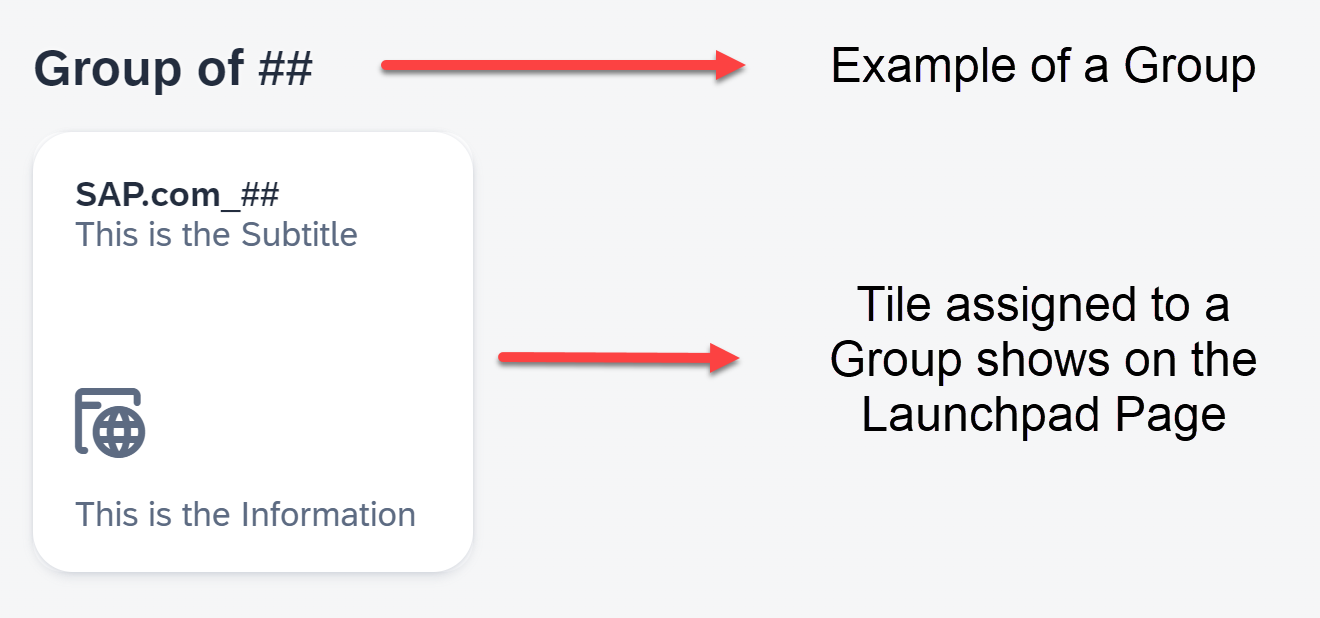 Group of ##
Example of a Group
SAP.com_##
This is the Subtitle
Tile assigned to a
Group shows on the
Launchpad Page
This is the Information